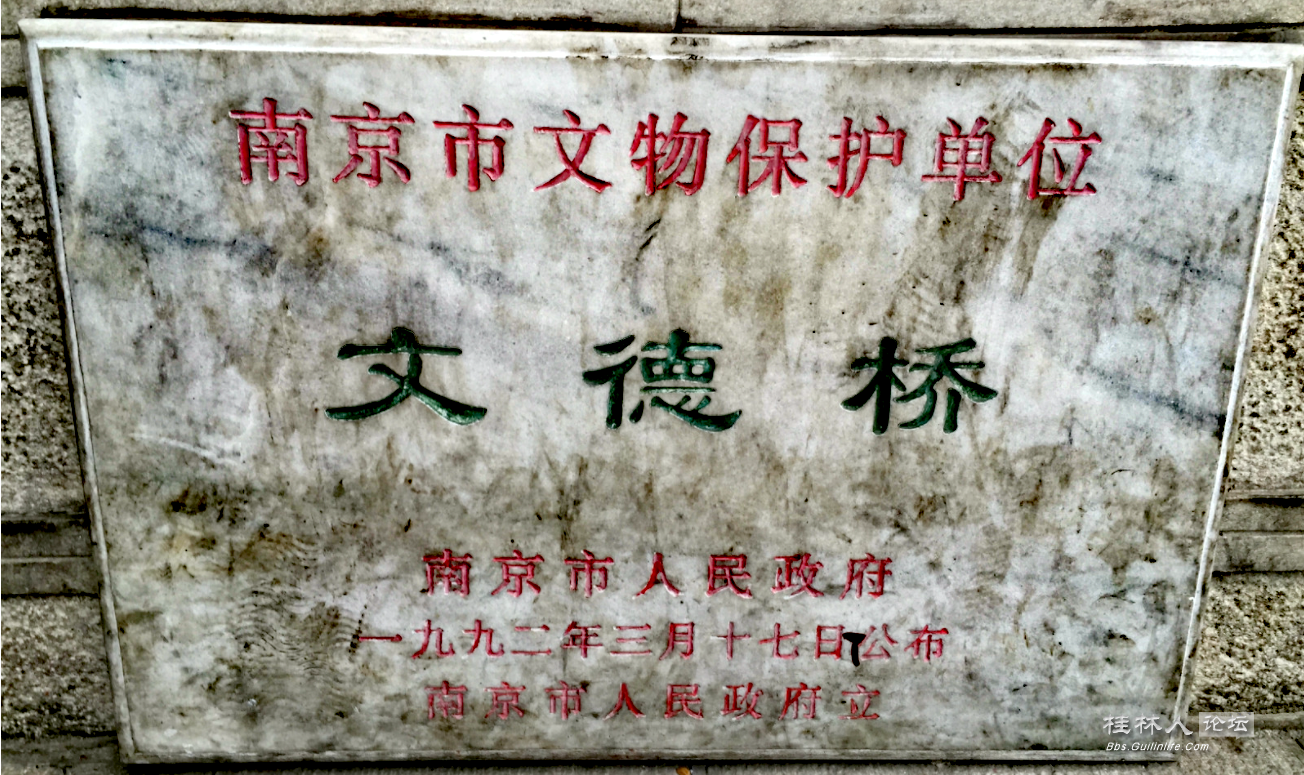 南京市文物保护单位
文德桥
南京市人民政府
一九九二年三月十七日公布
南京市人民政府立
桂林人论坛
Bbs.Guilinlife.Com